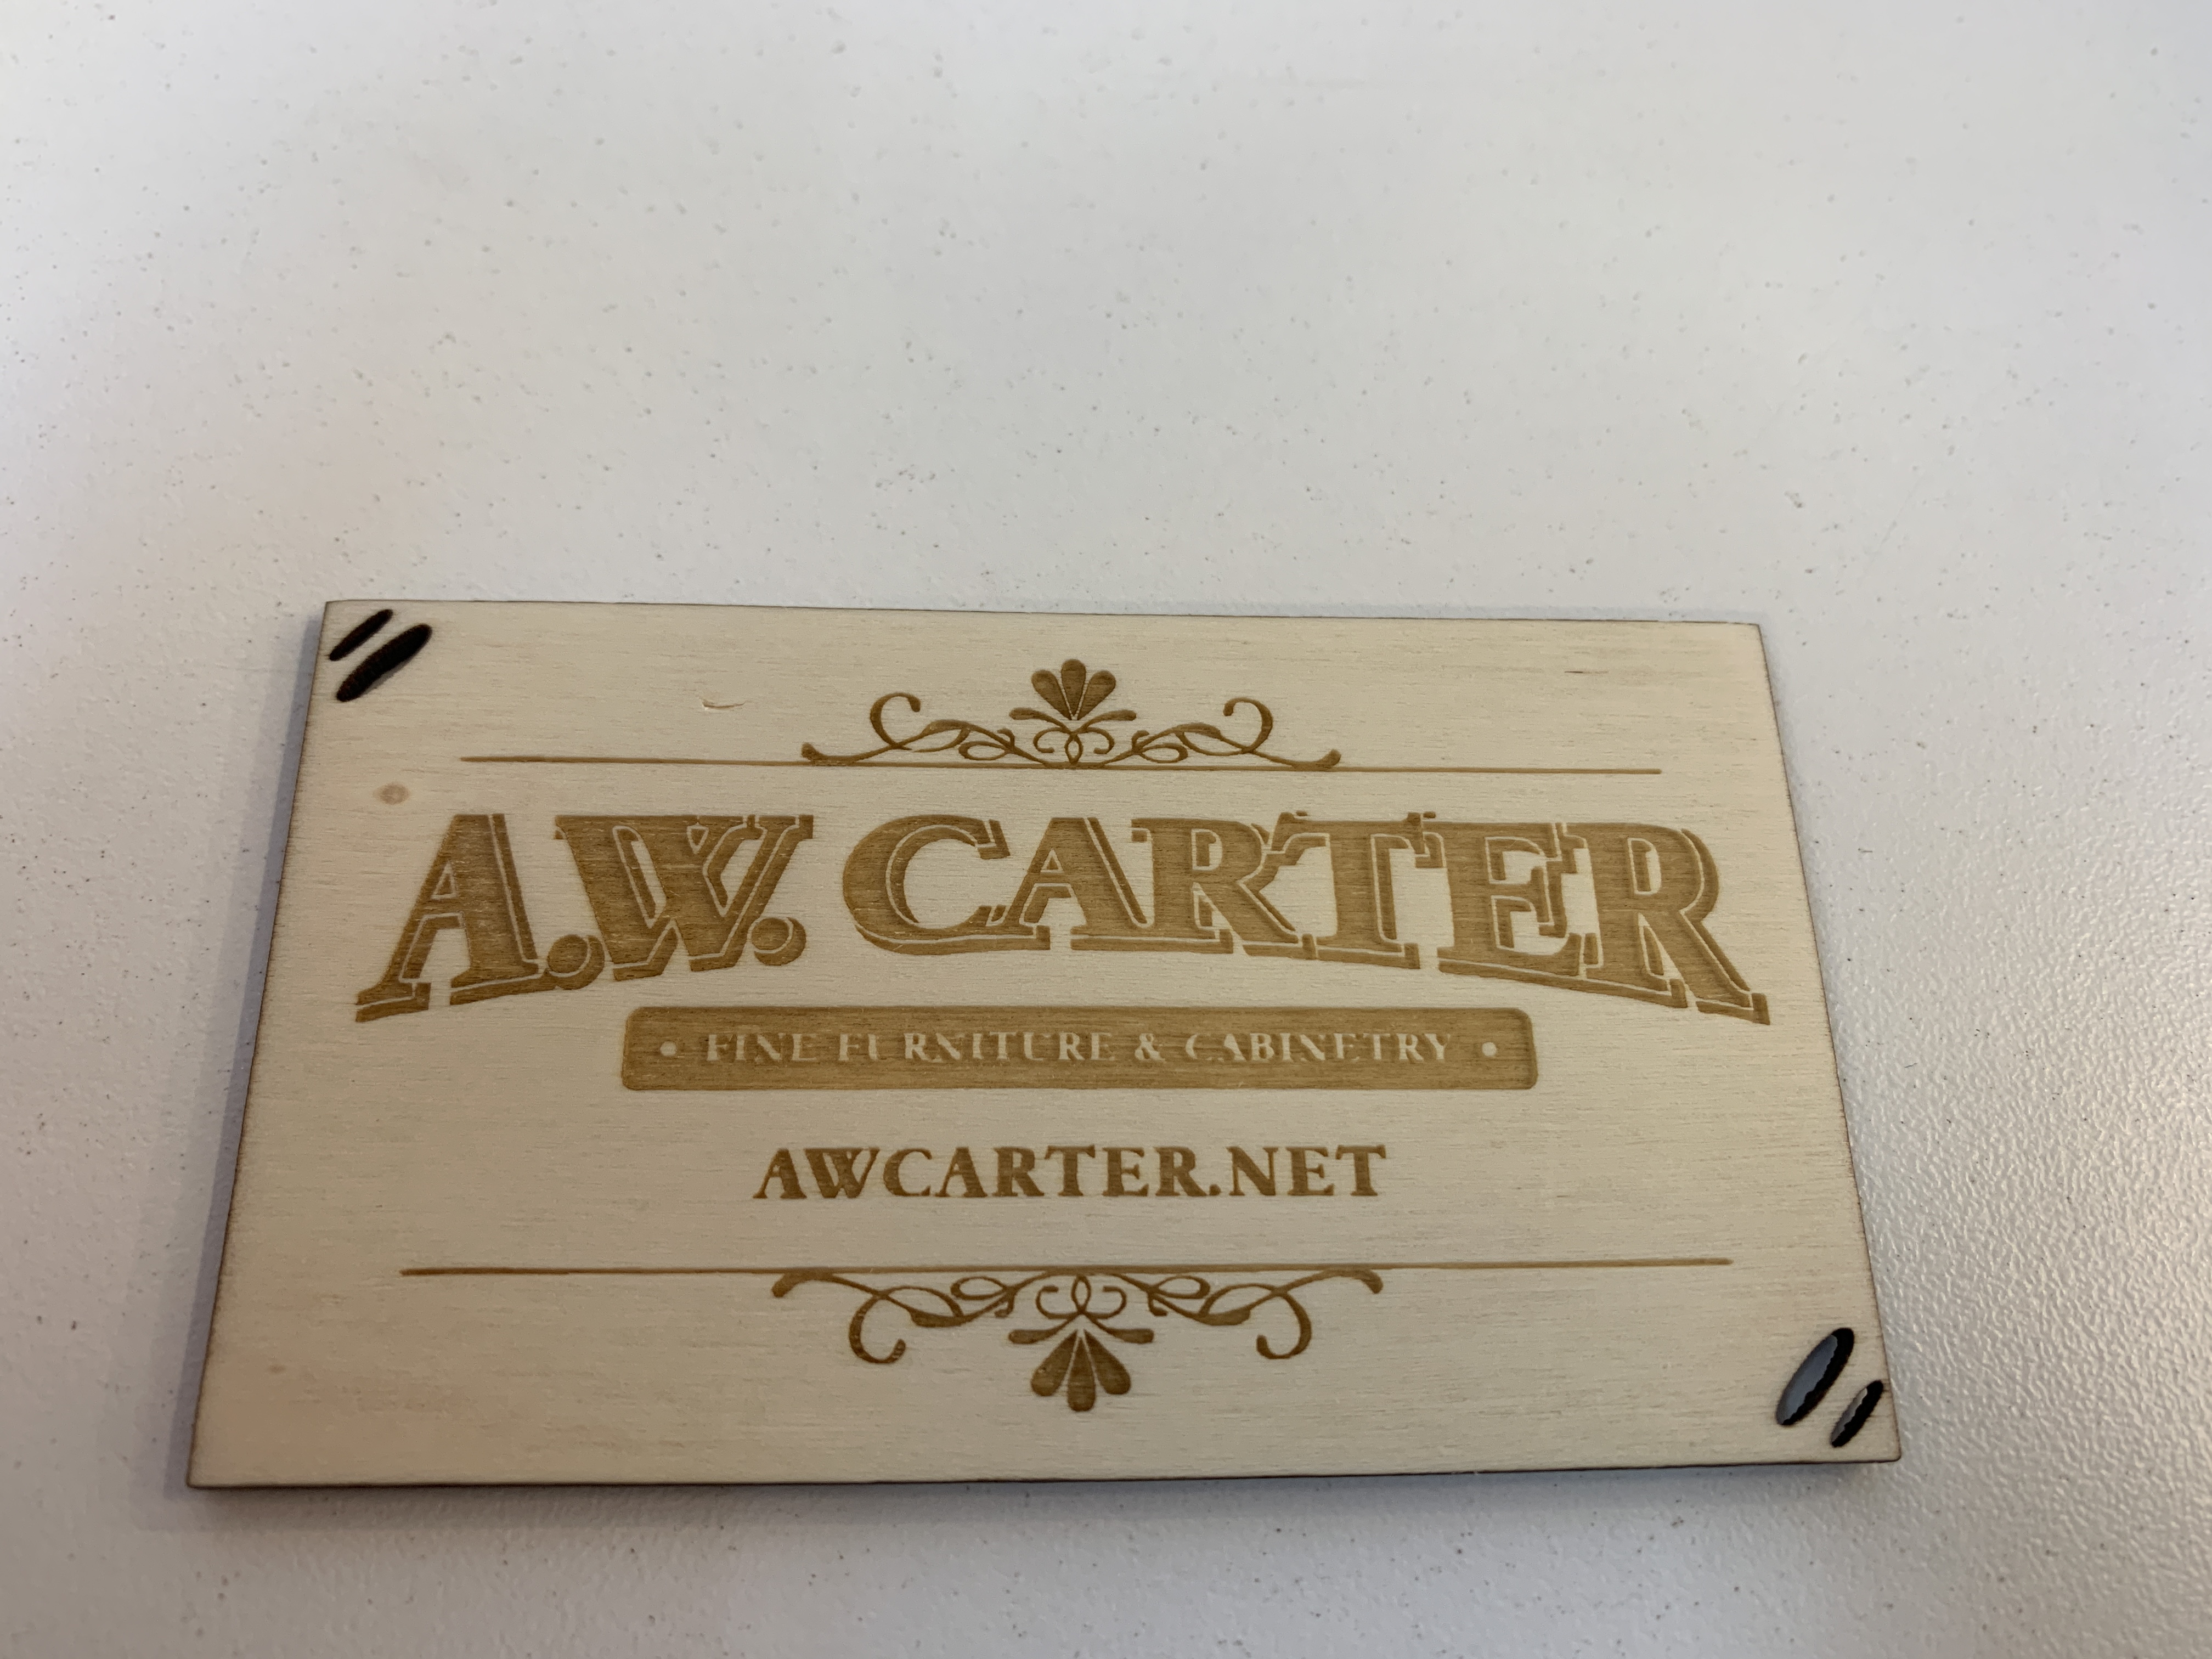 A.W. CARTER
• FINE FURNITURE & CABINETRY •
AWCARTER.NET